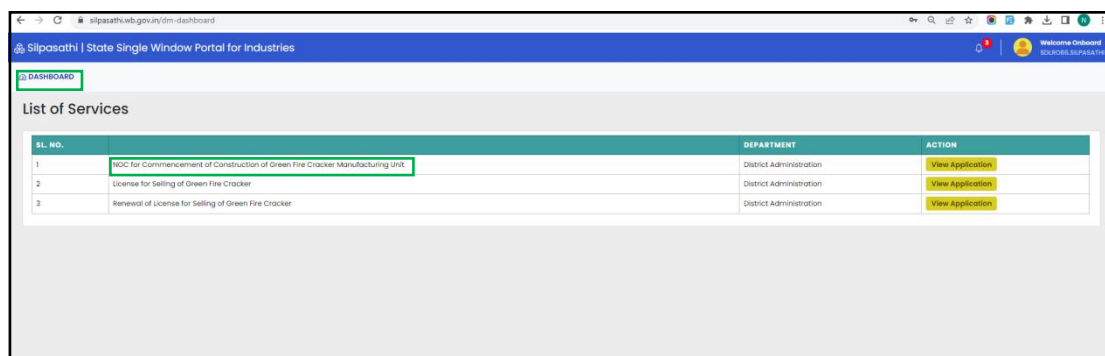 silpasathi.wb.gov.in/dm-dashboard
N
Silpasathi | State Single Window Portal for Industries
3
Welcome Onboard
DASHBOARD
List of Services
SL. NO. DEPARTMENT ACTION
1 NOC for Commencement of Construction of Green Fire Cracker Manufacturing Unit District Administration View Application
2 License for Selling of Green Fire Cracker District Administration View Application
3 Renewal of License for Selling of Green Fire Cracker District Administration View Application